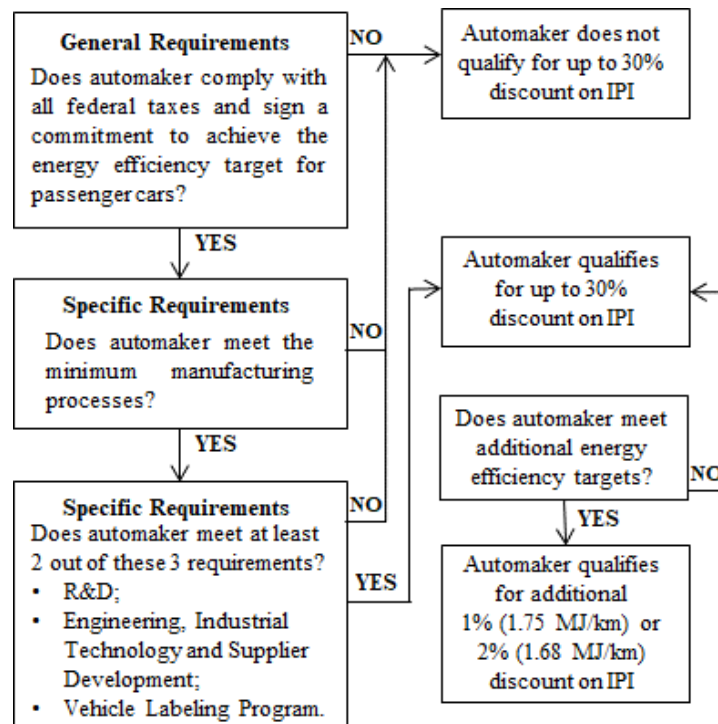 General Requirements
Does automaker comply with
all federal taxes and sign a
commitment to achieve the
energy efficiency target for
passenger cars?
NO
Automaker does not
qualify for up to 30%
discount on IPI
YES
Specific Requirements
Does automaker meet the
minimum manufacturing
processes?
NO
Automaker qualifies
for up to 30%
discount on IPI
YES
Specific Requirements
Does automaker meet at least
2 out of these 3 requirements?
• R&D;
• Engineering, Industrial
Technology and Supplier
Development;
• Vehicle Labeling Program.
NO
YES
Does automaker meet
additional energy
efficiency targets?
NO
YES
Automaker qualifies
for additional
1% (1.75 MJ/km) or
2% (1.68 MJ/km)
discount on IPI